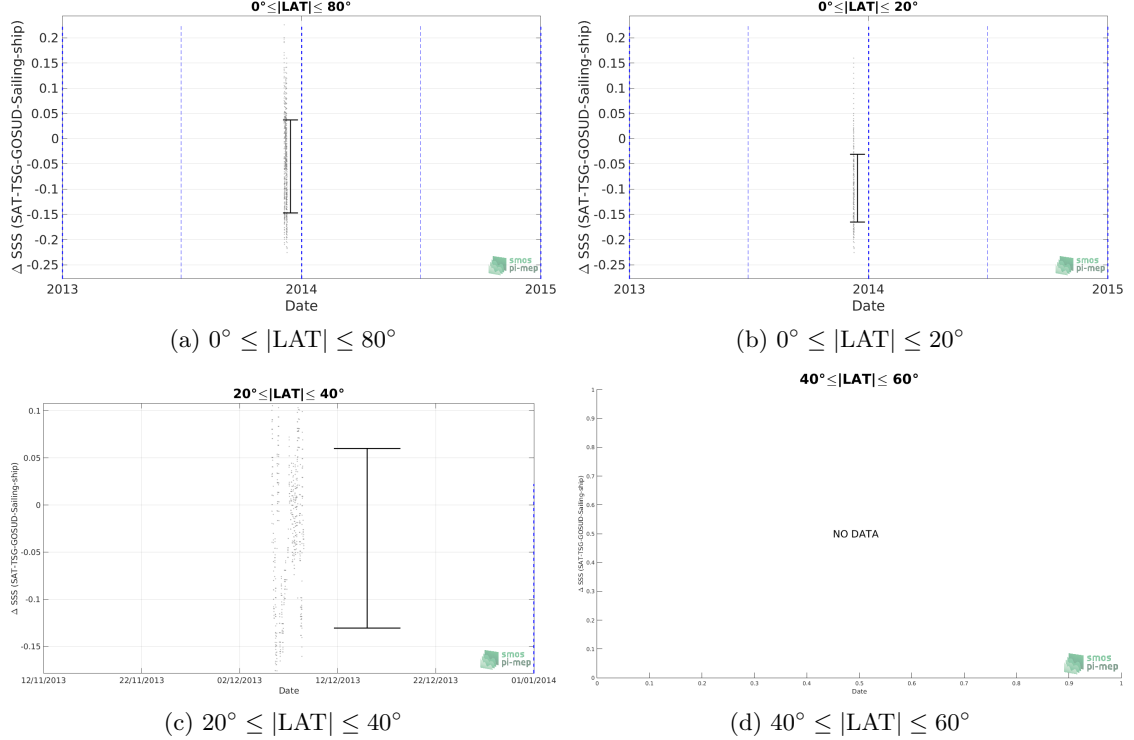 0°≤|LAT|≤ 80°
Δ SSS (SAT-TSG-GOSUD-Sailing-ship)
0.2
0.15
0.1
0.05
0
-0.05
-0.1
-0.15
-0.2
-0.25
smos
pi-mep
2013 2014 2015
Date
(a) 0° ≤ |LAT| ≤ 80°
0°≤|LAT|≤ 20°
Δ SSS (SAT-TSG-GOSUD-Sailing-ship)
0.2
0.15
0.1
0.05
0
-0.05
-0.1
-0.15
-0.2
-0.25
smos
pi-mep
2013 2014 2015
Date
(b) 0° ≤ |LAT| ≤ 20°
20°≤|LAT|≤ 40°
Δ SSS (SAT-TSG-GOSUD-Sailing-ship)
0.1
0.05
0
-0.05
-0.1
-0.15
smos
pi-mep
12/11/2013 22/11/2013 02/12/2013 12/12/2013 22/12/2013 01/01/2014
Date
(c) 20° ≤ |LAT| ≤ 40°
40°≤|LAT|≤ 60°
Δ SSS (SAT-TSG-GOSUD-Sailing-ship)
1
0.9
0.8
0.7
0.6
0.5
0.4
0.3
0.2
0.1
0
NO DATA
smos
pi-mep
0 0.1 0.2 0.3 0.4 0.5 0.6 0.7 0.8 0.9 1
Date
(d) 40° ≤ |LAT| ≤ 60°